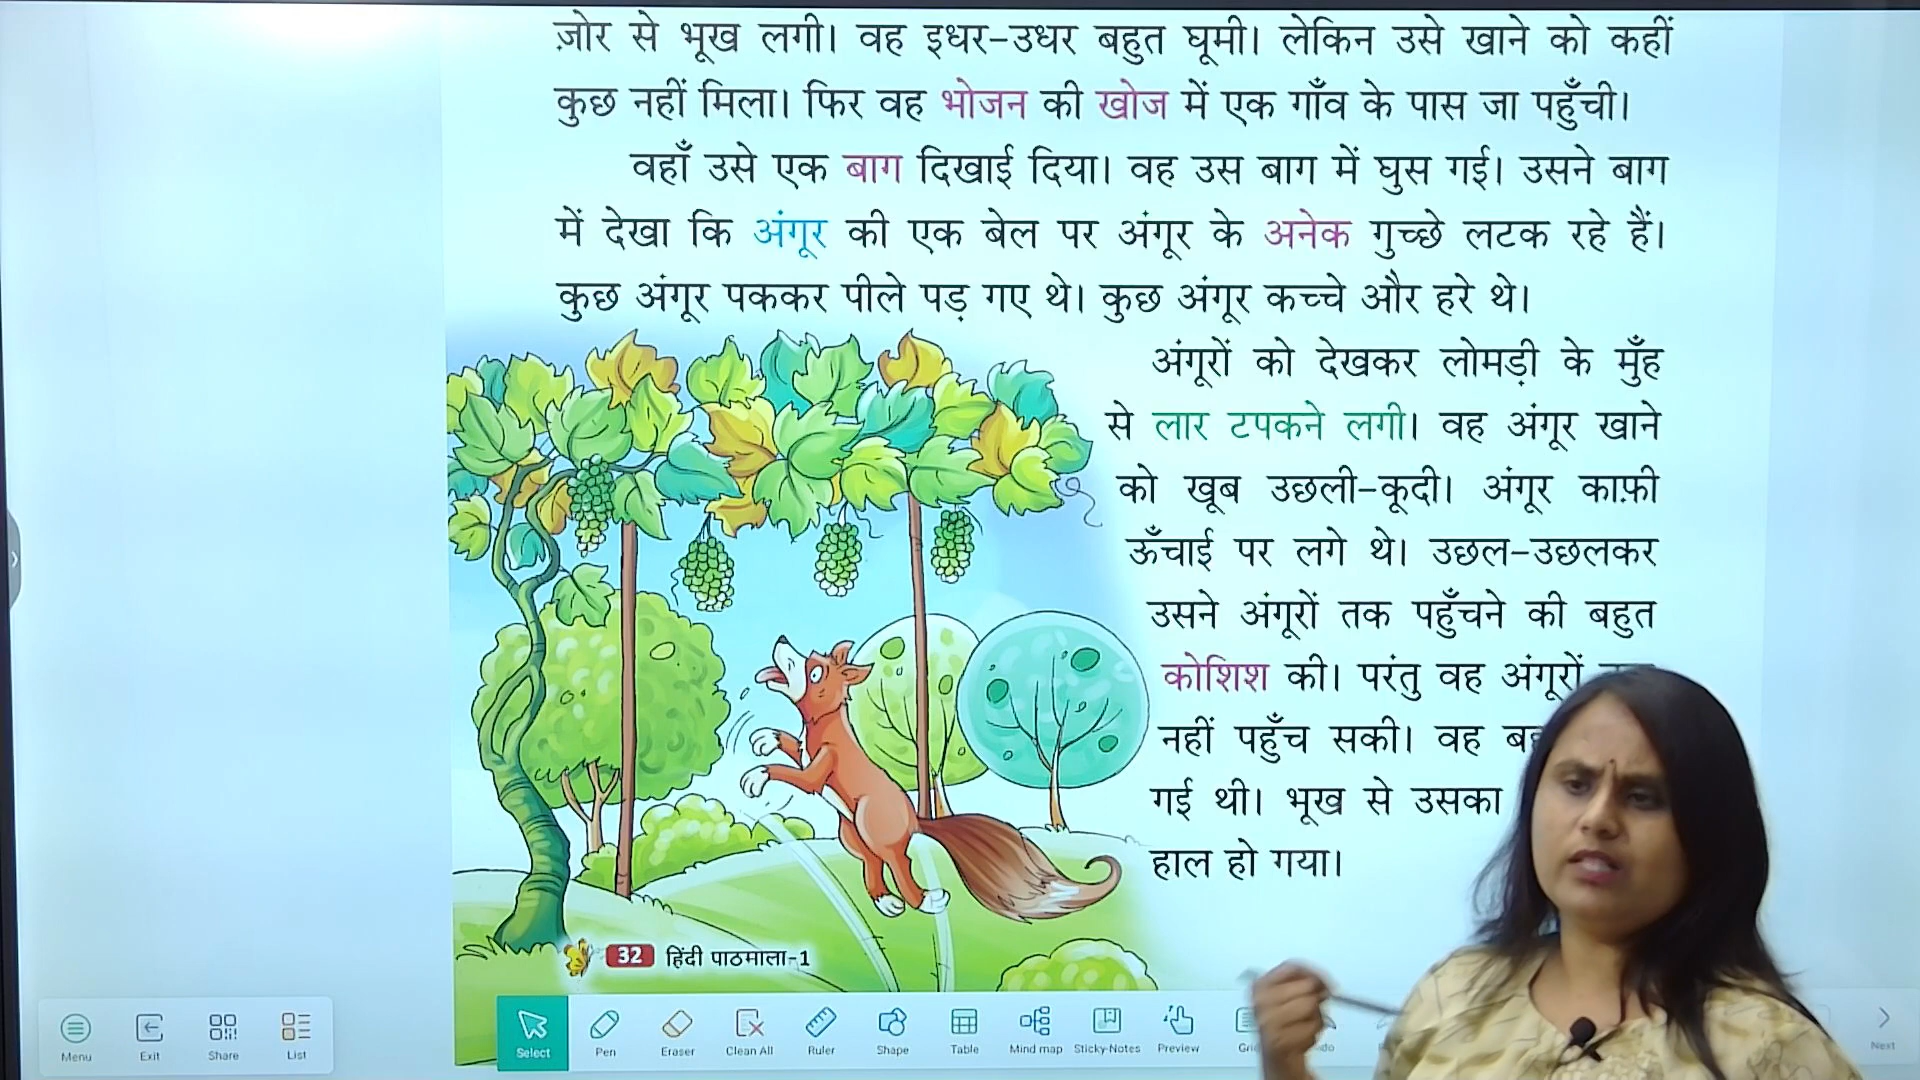 ज़ोर से भूख लगी। वह इधर-उधर बहुत घूमी। लेकिन उसे खाने को कहीं
कुछ नहीं मिला। फिर वह भोजन की खोज में एक गाँव के पास जा पहुँची।
वहाँ उसे एक बाग दिखाई दिया। वह उस बाग में घुस गई। उसने बाग
में देखा कि अंगूर की एक बेल पर अंगूर के अनेक गुच्छे लटक रहे हैं।
कुछ अंगूर पककर पीले पड़ गए थे। कुछ अंगूर कच्चे और हरे थे।
अंगूरों को देखकर लोमड़ी के मुँह
से लार टपकने लगी। वह अंगूर खाने
को खूब उछली-कूदी। अंगूर काफ़ी
ऊँचाई पर लगे थे। उछल-उछलकर
उसने अंगूरों तक पहुँचने की बहुत
कोशिश की। परंतु वह अंगूरों
नहीं पहुँच सकी। वह
गई थी। भूख से उसका
हाल हो गया।
32 हिंदी पाठमाला-1
Menu Exit Share List Select Pen Eraser Clean All Ruler Shape Table Mind map Sticky-Notes Preview Next